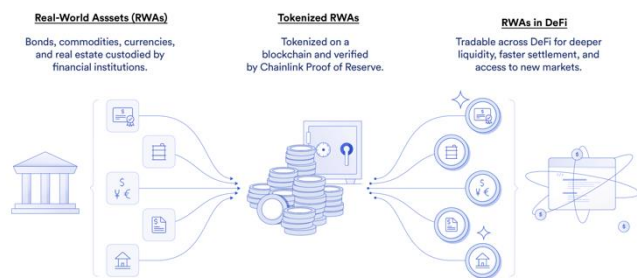 Real-World Asssets (RWAs)
Bonds, commodities, currencies,
and real estate custodied by
financial institutions.
Tokenized RWAs
Tokenized on a
blockchain and verified
by Chainlink Proof of Reserve.
RWAs in DeFi
Tradable across DeFi for deeper
liquidity, faster settlement, and
access to new markets.
$
¥ €
$
¥ €